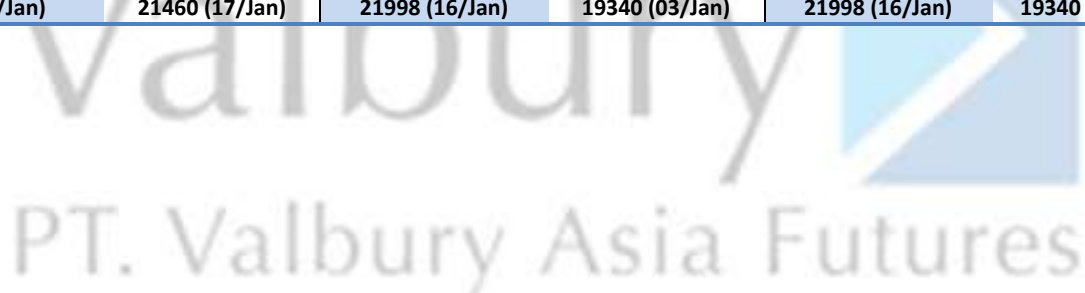 /Jan) 21460 (17/Jan) 21998 (16/Jan) 19340 (03/Jan) 21998 (16/Jan) 19340
Valbury
PT. Valbury Asia Futures